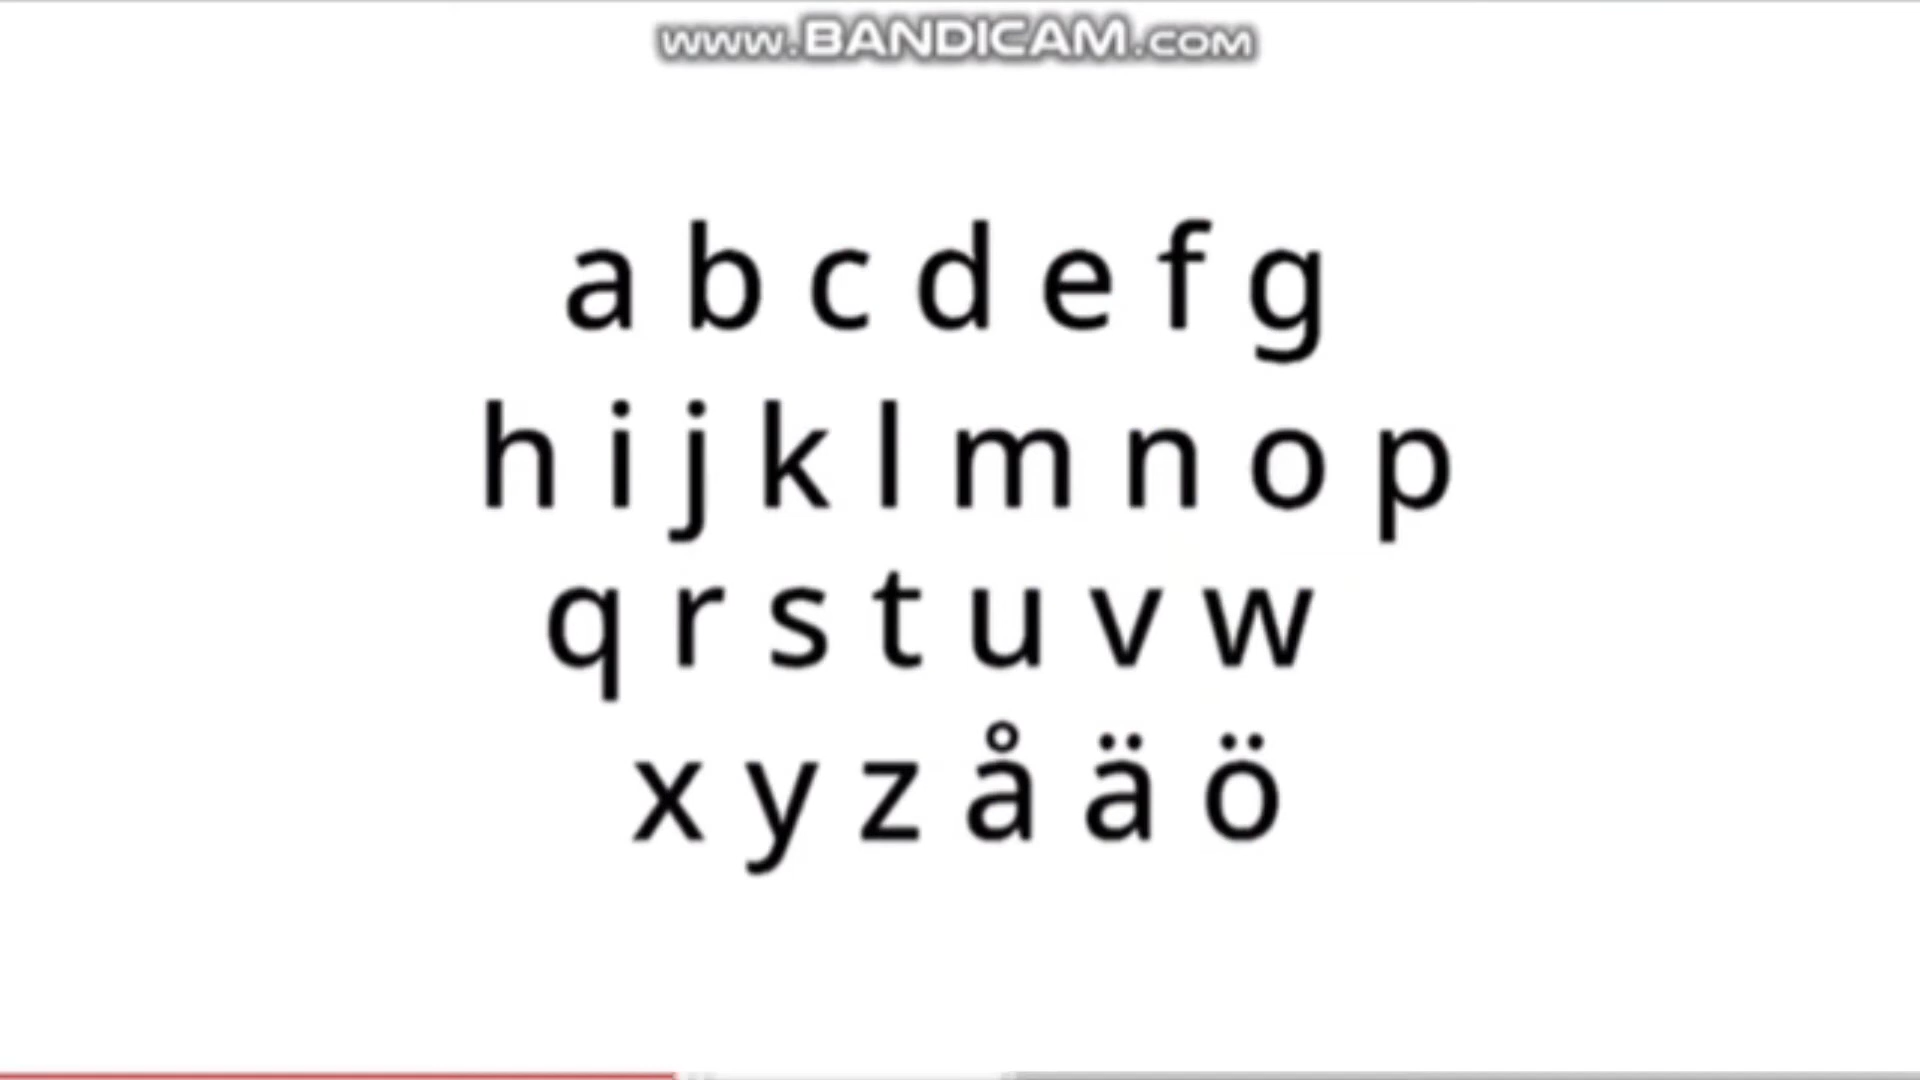 www.BANDICAM.com
a b c d e f g
h i j k l m n o p
q r s t u v w
x y z å ä ö